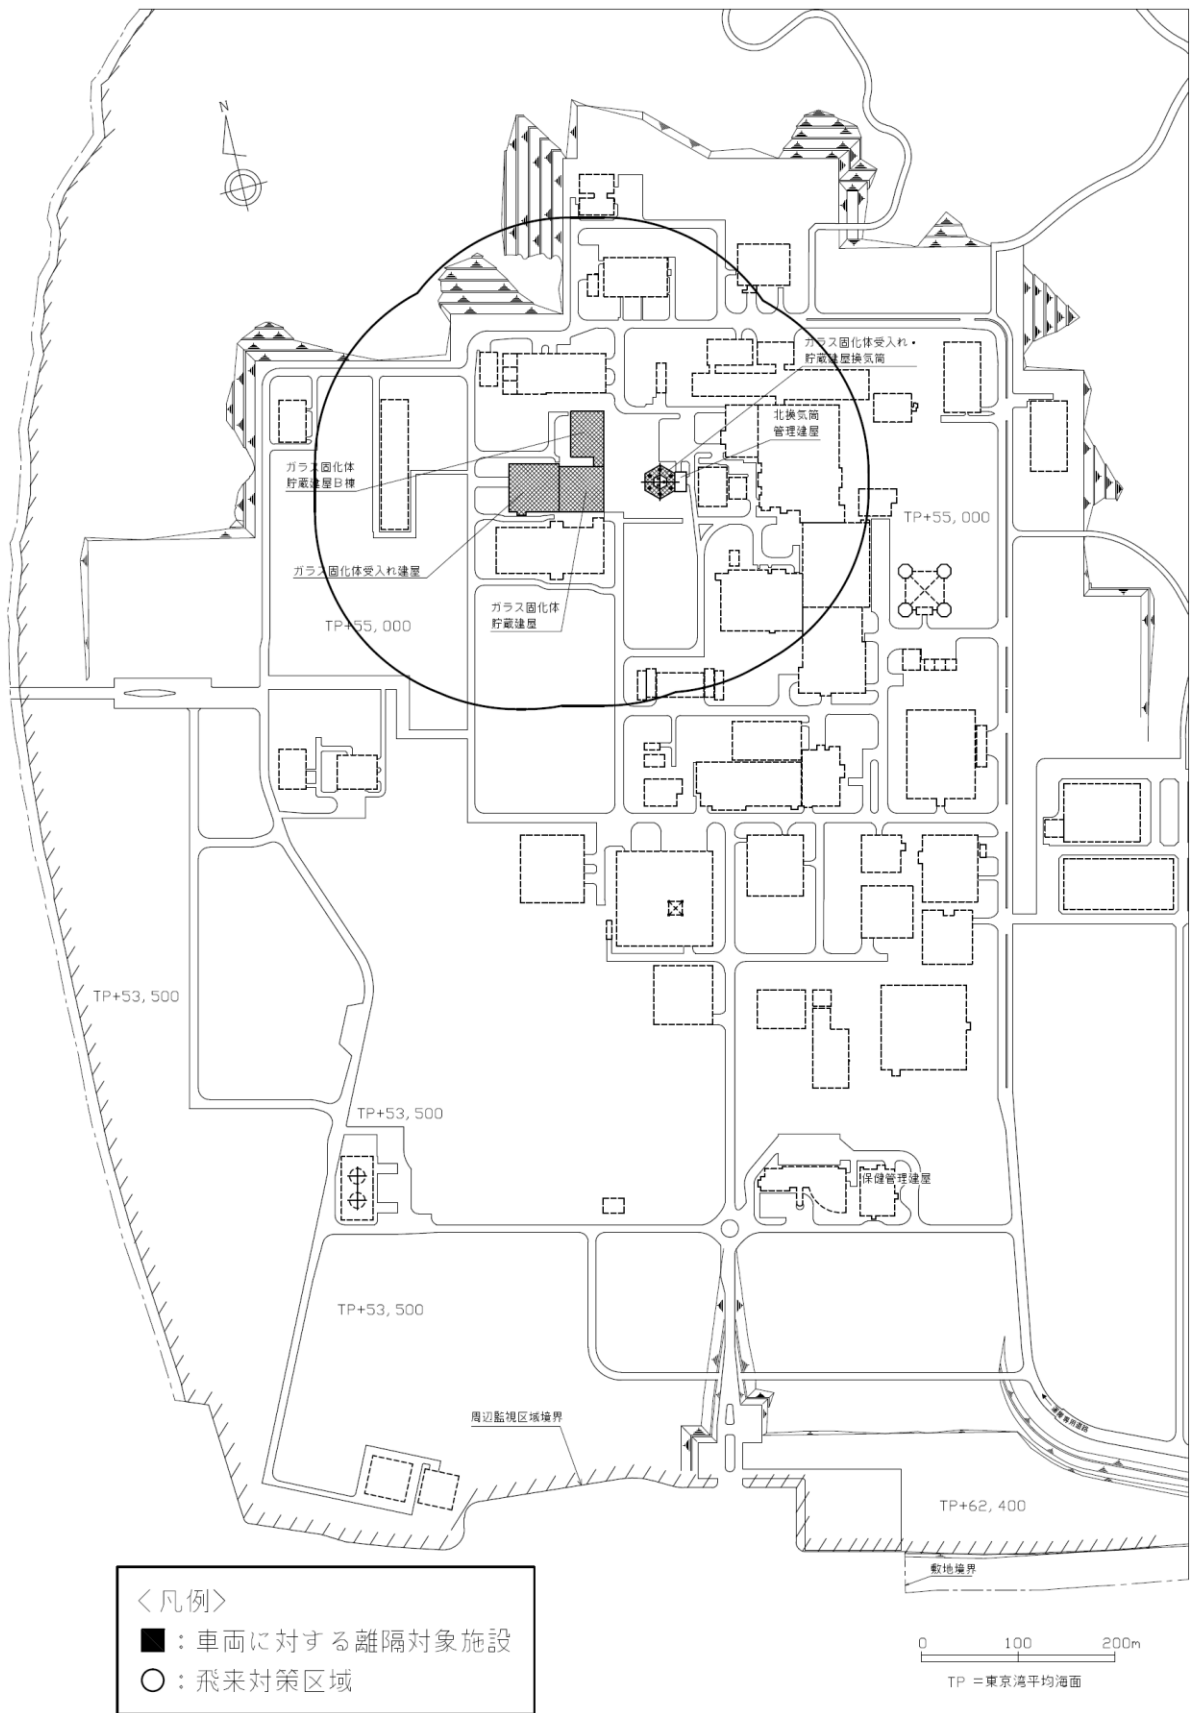 N
ガラス固化体受入れ・
貯蔵建屋換気筒
北換気筒
管理建屋
ガラス固化体
貯蔵建屋B棟
TP+55,000
ガラス固化体受入れ建屋
ガラス固化体
貯蔵建屋
TP+55,000
TP+53,500
TP+53,500
保健管理建屋
TP+53,500
周辺監視区域境界
運搬専用道路
TP+62,400
敷地境界
<凡例>
■:車両に対する離隔対象施設
○:飛来対策区域
0 100 200m
TP =東京湾平均海面